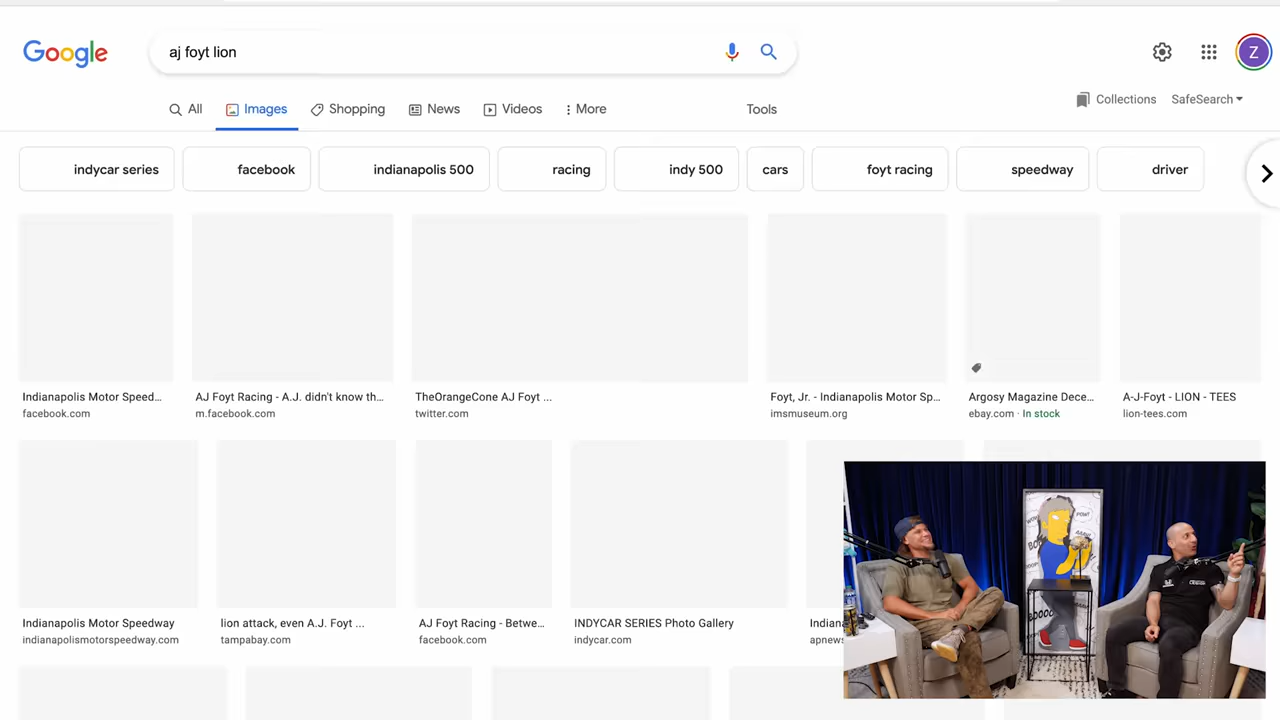 Google
aj foyt lion
Z
All
Images
Shopping
News
Videos
More
Tools
Collections
SafeSearch
indycar series
facebook
indianapolis 500
racing
indy 500
cars
foyt racing
speedway
driver
Indianapolis Motor Speed...
facebook.com
AJ Foyt Racing - A.J. didn't know th...
m.facebook.com
TheOrangeCone AJ Foyt ...
twitter.com
Foyt, Jr. - Indianapolis Motor Sp...
imsmuseum.org
Argosy Magazine Dece...
ebay.com · In stock
A-J-Foyt - LION - TEES
lion-tees.com
Indianapolis Motor Speedway
indianapolismotorspeedway.com
lion attack, even A.J. Foyt ...
tampabay.com
AJ Foyt Racing - Betwe...
facebook.com
INDYCAR SERIES Photo Gallery
indycar.com
Indiana
apnews
POW!